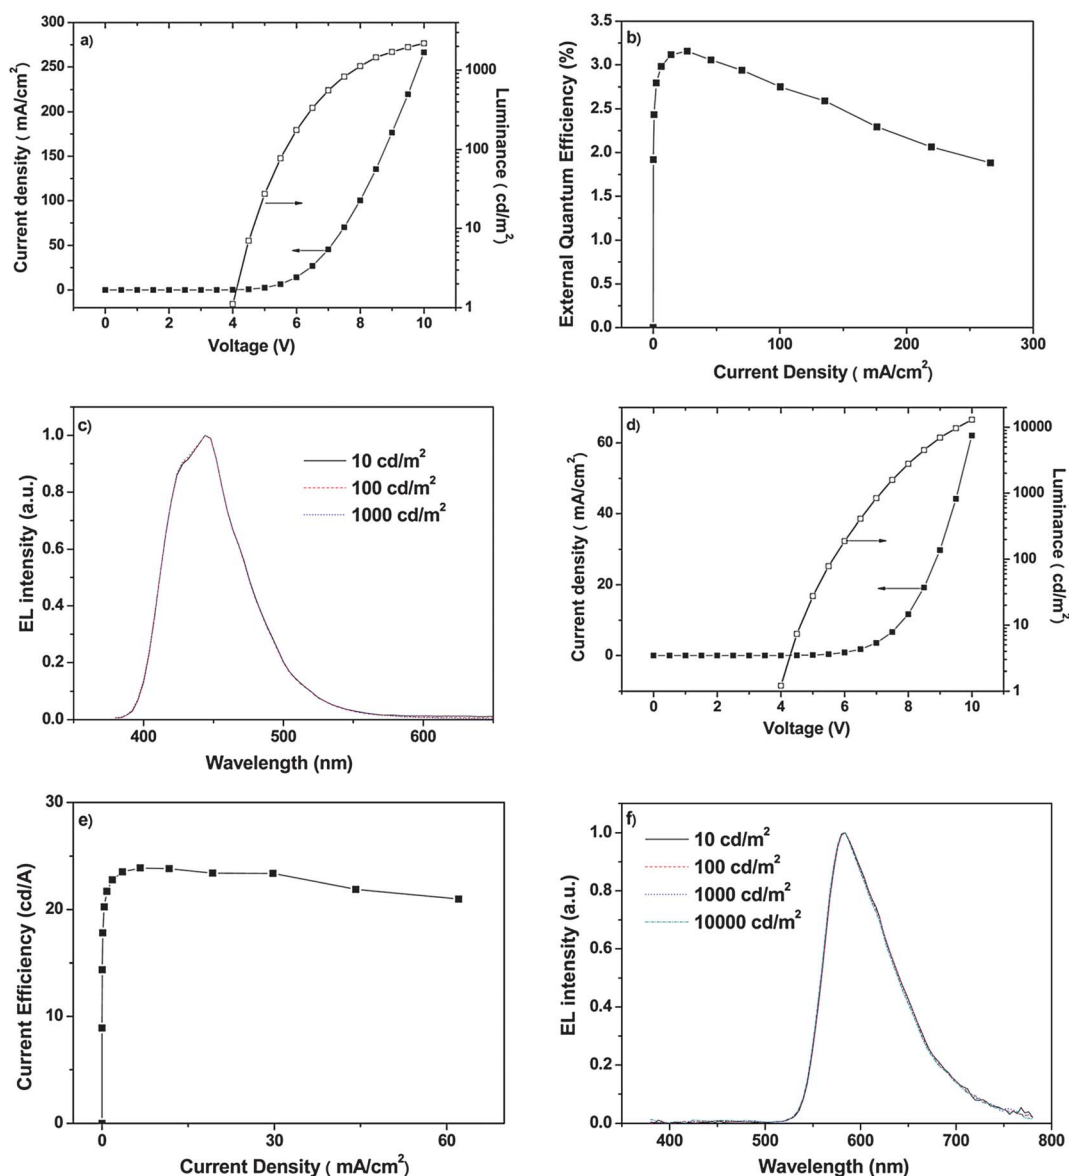 a)
Current density ( mA/cm²)
300
275
250
225
200
175
150
125
100
75
50
25
0
0 2 4 6 8 10
Voltage (V)
1000
100
10
1
Luminance ( cd/m²)
b)
External Quantum Efficiency (%)
3.5
3.0
2.5
2.0
1.5
1.0
0.5
0.0
0 100 200 300
Current Density ( mA/cm²)
c)
EL intensity (a.u.)
1.0
0.8
0.6
0.4
0.2
0.0
10 cd/m²
100 cd/m²
1000 cd/m²
400 500 600
Wavelength (nm)
d)
Current density ( mA/cm²)
60
40
20
0
0 2 4 6 8 10
Voltage (V)
10000
1000
100
10
1
Luminance ( cd/m²)
e)
Current Efficiency (cd/A)
30
20
10
0
0 30 60
Current Density ( mA/cm²)
f)
EL intensity (a.u.)
1.0
0.8
0.6
0.4
0.2
0.0
10 cd/m²
100 cd/m²
1000 cd/m²
10000 cd/m²
400 500 600 700 800
Wavelength (nm)